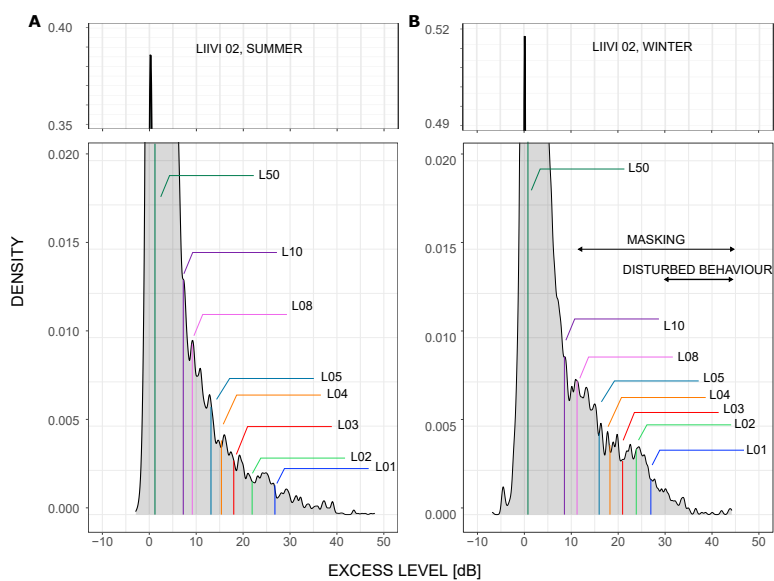 A
B
0.40
0.35
LIIVI 02, SUMMER
0.52
0.49
LIIVI 02, WINTER
DENSITY
0.020
0.015
0.010
0.005
0.000
L50
L10
L08
L05
L04
L03
L02
L01
−10
0
10
20
30
40
50
0.020
0.015
0.010
0.005
0.000
L50
MASKING
DISTURBED BEHAVIOUR
L10
L08
L05
L04
L03
L02
L01
−10
0
10
20
30
40
50
EXCESS LEVEL [dB]